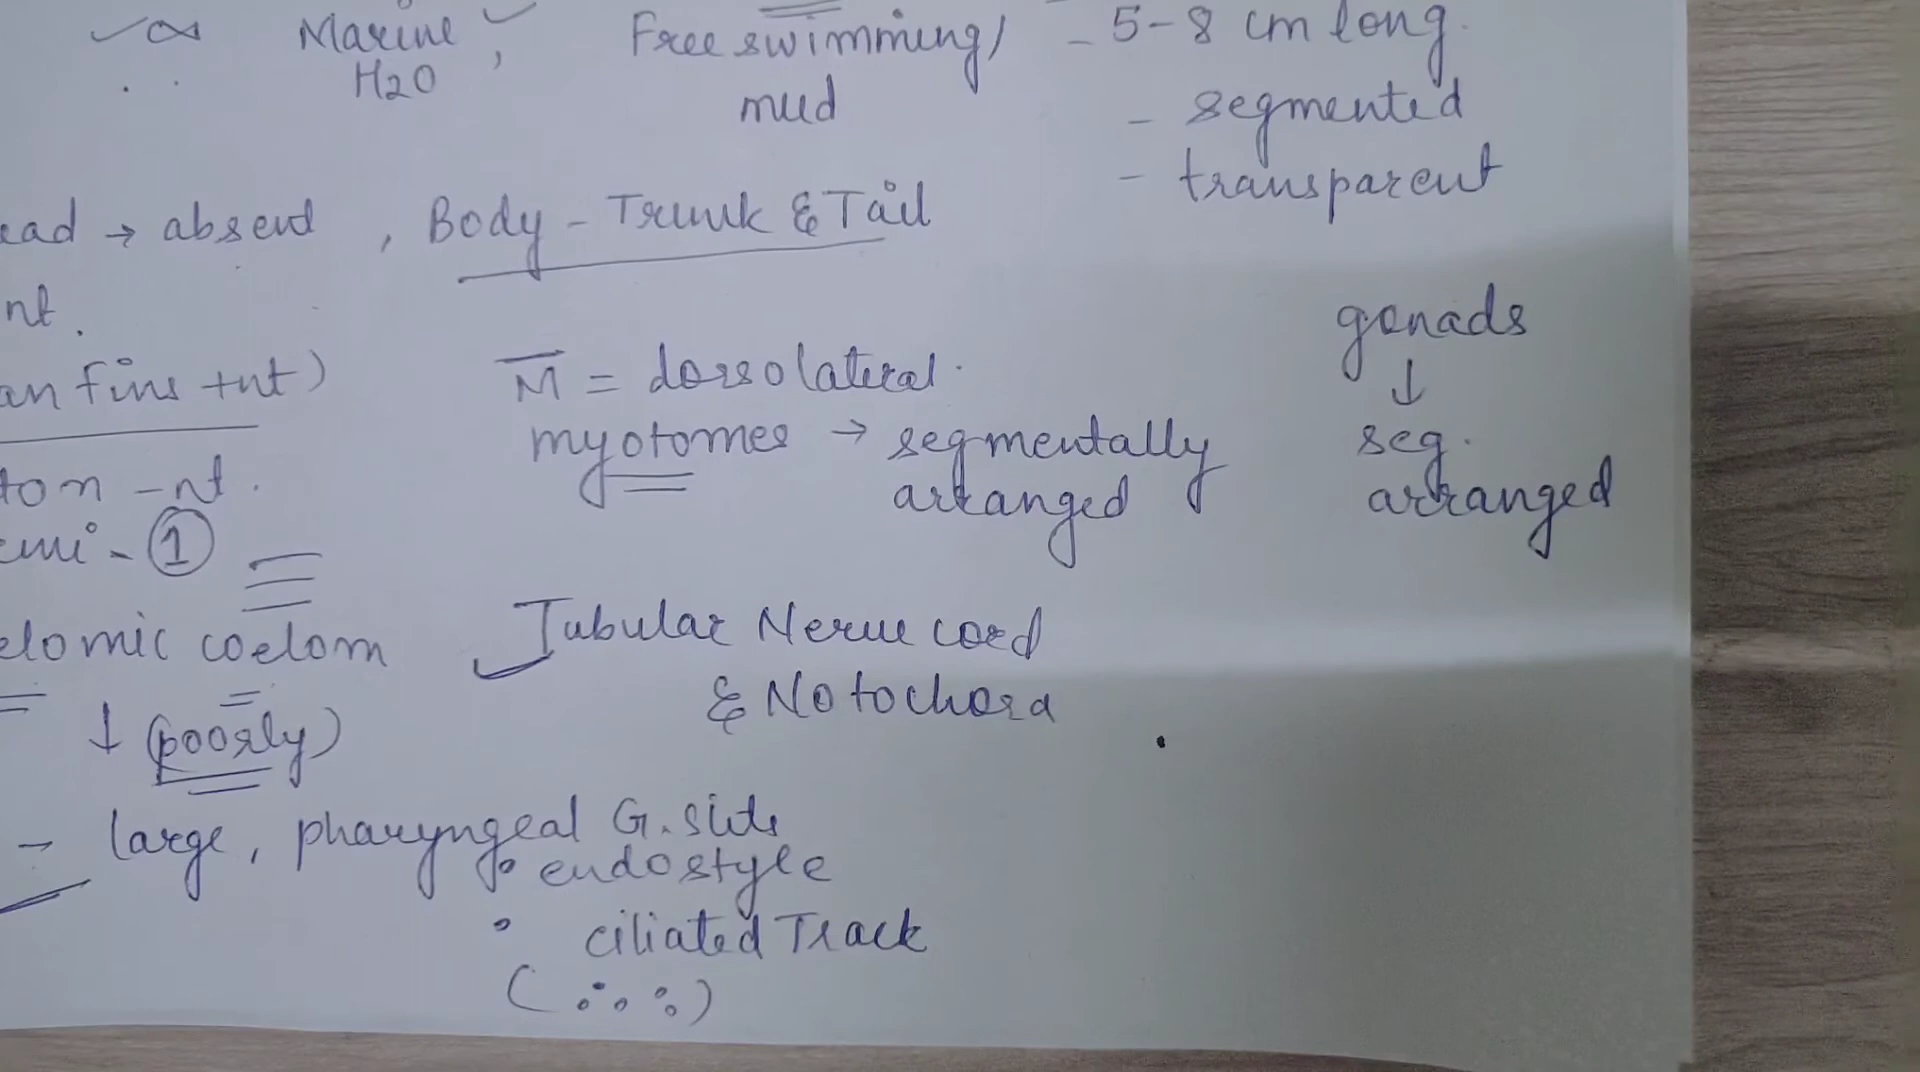 Marine, Free swimming/ - 5-8 cm long.
H2O mud - segmented
- transparent
ead → absent, Body - Trunk & Tail
nt.
gonads
↓
seg.
arranged
an fins +nt)
M = dorsolateral.
myotomes → segmentally
arranged
ton -nt.
emi - 1
elomic coelom
↓ (poorly)
Tubular Nerve cord
& Notochord
- large, pharyngeal G. slits
• endostyle
• ciliated Track
(∴ )